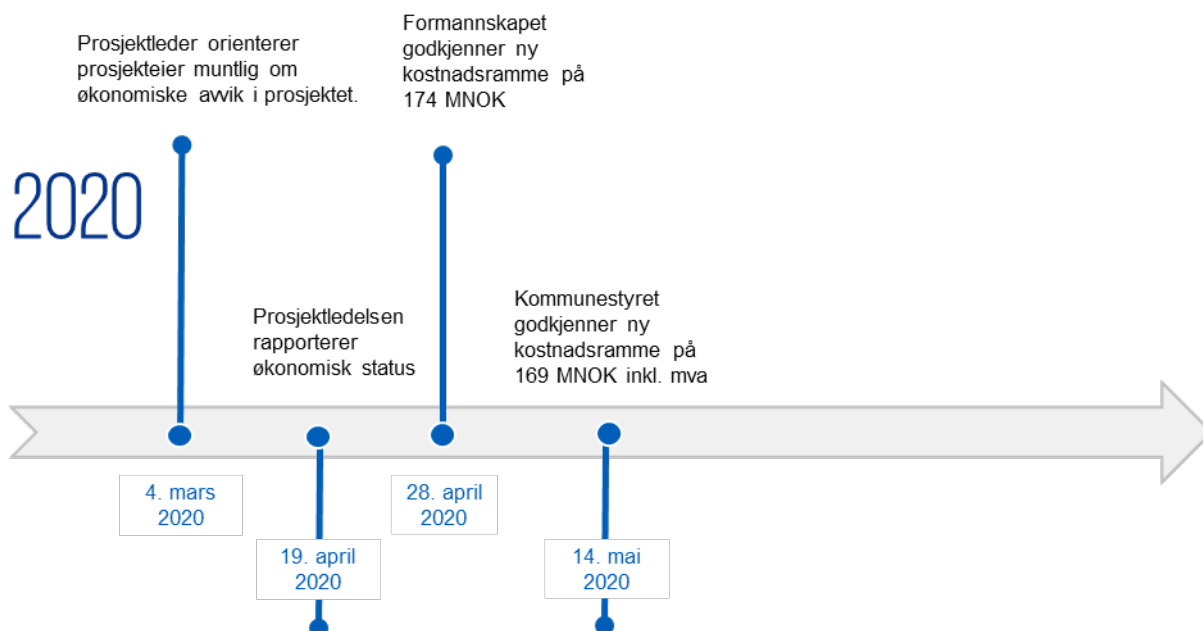 Prosjektleder orienterer
prosjekteier muntlig om
økonomiske avvik i prosjektet.
Formannskapet
godkjenner ny
kostnadsramme på
174 MNOK
2020
Prosjektledelsen
rapporterer
økonomisk status
Kommunestyret
godkjenner ny
kostnadsramme på
169 MNOK inkl. mva
4. mars
2020
19. april
2020
28. april
2020
14. mai
2020